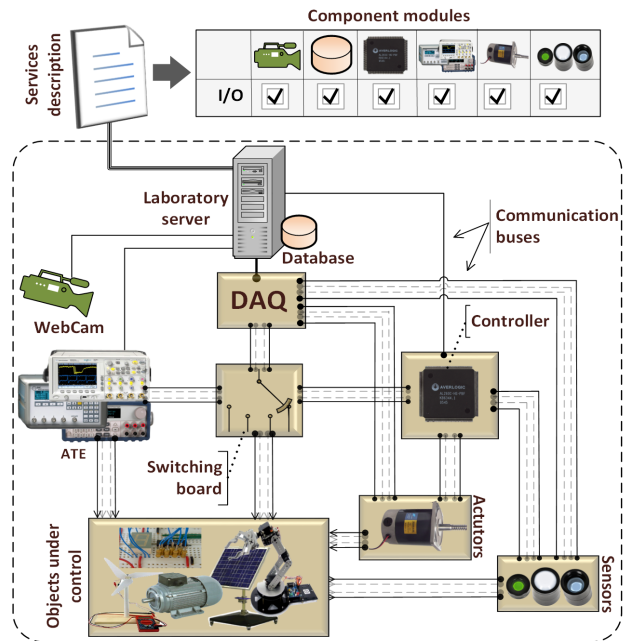 Component modules
Services
description
I/O
Laboratory
server
Database
Communication
buses
WebCam
DAQ
Controller
AVERLOGIC
ATE
Switching
board
Actutors
Objects under
control
Sensors